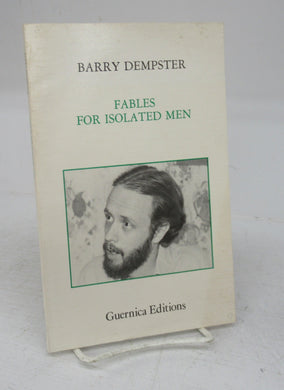 BARRY DEMPSTER
FABLES
FOR ISOLATED MEN
Guernica Editions